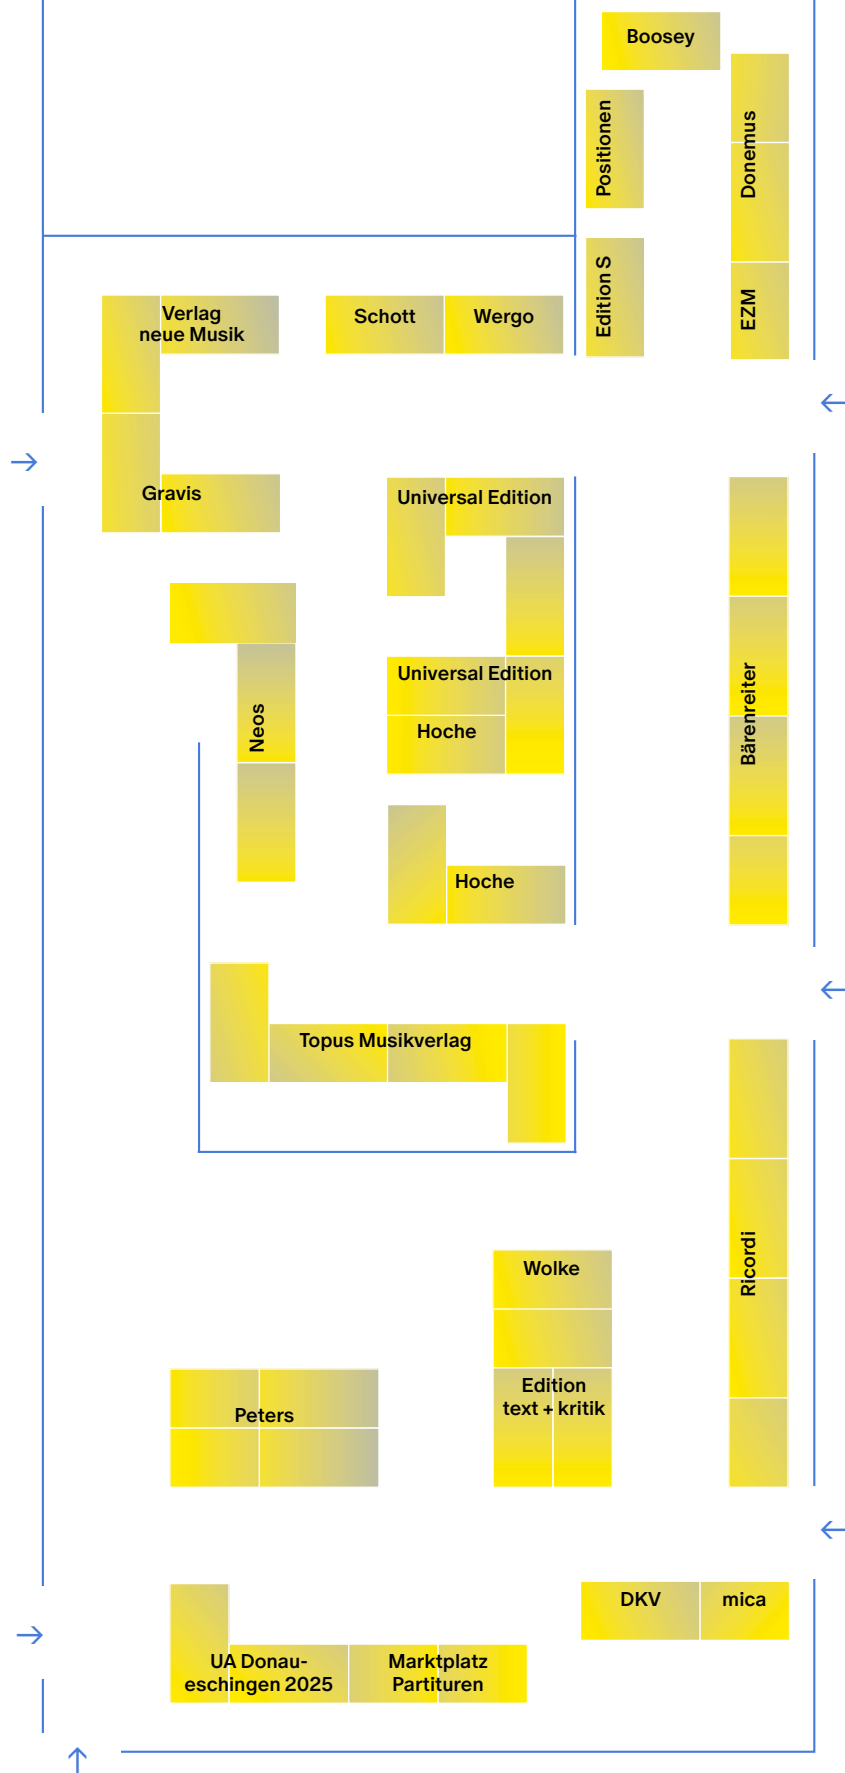 Boosey
Positionen
Donemus
Edition S
EZM
Verlag
neue Musik
Schott
Wergo
Gravis
Universal Edition
Neos
Universal Edition
Hoche
Bärenreiter
Hoche
Topus Musikverlag
Wolke
Ricordi
Edition
text + kritik
Peters
DKV
mica
UA Donau-
eschingen 2025
Marktplatz
Partituren